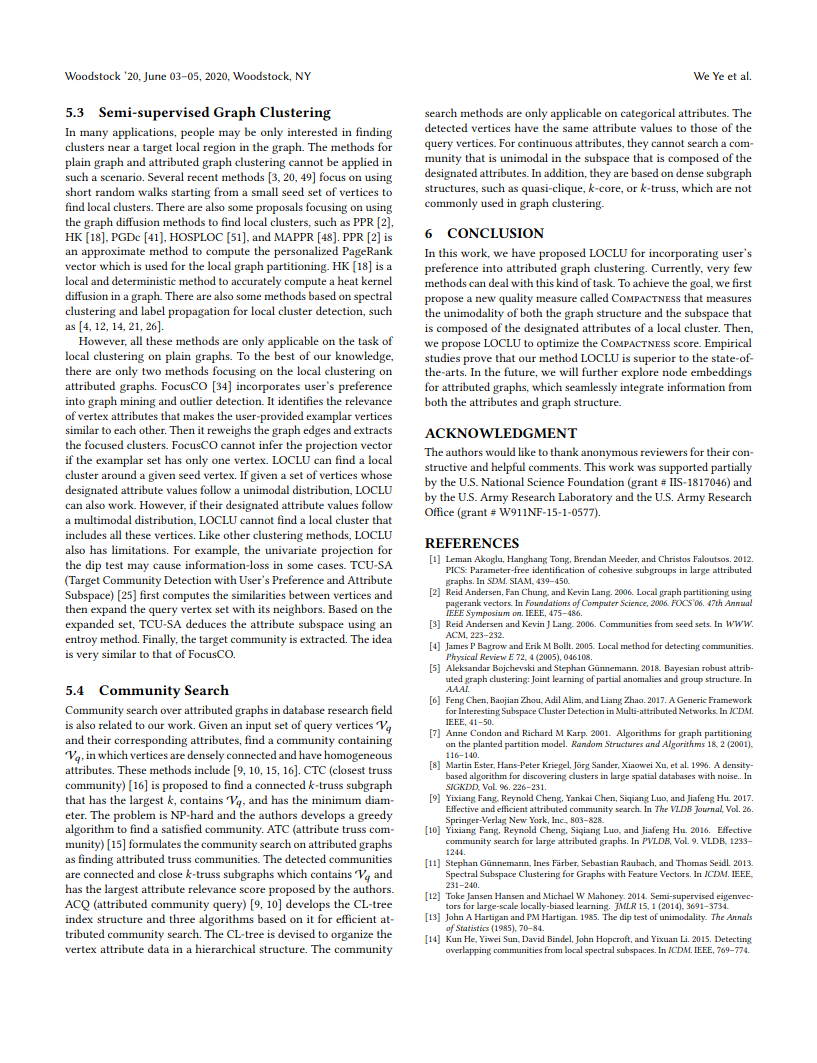 Woodstock '20, June 03–05, 2020, Woodstock, NY
We Ye et al.
5.3 Semi-supervised Graph Clustering
In many applications, people may be only interested in finding
clusters near a target local region in the graph. The methods for
plain graph and attributed graph clustering cannot be applied in
such a scenario. Several recent methods [3, 20, 49] focus on using
short random walks starting from a small seed set of vertices to
find local clusters. There are also some proposals focusing on using
the graph diffusion methods to find local clusters, such as PPR [2],
HK [18], PGDc [41], HOSPLOC [51], and MAPPR [48]. PPR [2] is
an approximate method to compute the personalized PageRank
vector which is used for the local graph partitioning. HK [18] is a
local and deterministic method to accurately compute a heat kernel
diffusion in a graph. There are also some methods based on spectral
clustering and label propagation for local cluster detection, such
as [4, 12, 14, 21, 26].
However, all these methods are only applicable on the task of
local clustering on plain graphs. To the best of our knowledge,
there are only two methods focusing on the local clustering on
attributed graphs. FocusCO [34] incorporates user's preference
into graph mining and outlier detection. It identifies the relevance
of vertex attributes that makes the user-provided examplar vertices
similar to each other. Then it reweighs the graph edges and extracts
the focused clusters. FocusCO cannot infer the projection vector
if the examplar set has only one vertex. LOCLU can find a local
cluster around a given seed vertex. If given a set of vertices whose
designated attribute values follow a unimodal distribution, LOCLU
can also work. However, if their designated attribute values follow
a multimodal distribution, LOCLU cannot find a local cluster that
includes all these vertices. Like other clustering methods, LOCLU
also has limitations. For example, the univariate projection for
the dip test may cause information-loss in some cases. TCU-SA
(Target Community Detection with User's Preference and Attribute
Subspace) [25] first computes the similarities between vertices and
then expand the query vertex set with its neighbors. Based on the
expanded set, TCU-SA deduces the attribute subspace using an
entroy method. Finally, the target community is extracted. The idea
is very similar to that of FocusCO.
5.4 Community Search
Community search over attributed graphs in database research field
is also related to our work. Given an input set of query vertices 𝒱q
and their corresponding attributes, find a community containing
𝒱q, in which vertices are densely connected and have homogeneous
attributes. These methods include [9, 10, 15, 16]. CTC (closest truss
community) [16] is proposed to find a connected k-truss subgraph
that has the largest k, contains 𝒱q, and has the minimum diam-
eter. The problem is NP-hard and the authors develops a greedy
algorithm to find a satisfied community. ATC (attribute truss com-
munity) [15] formulates the community search on attributed graphs
as finding attributed truss communities. The detected communities
are connected and close k-truss subgraphs which contains 𝒱q and
has the largest attribute relevance score proposed by the authors.
ACQ (attributed community query) [9, 10] develops the CL-tree
index structure and three algorithms based on it for efficient at-
tributed community search. The CL-tree is devised to organize the
vertex attribute data in a hierarchical structure. The community
search methods are only applicable on categorical attributes. The
detected vertices have the same attribute values to those of the
query vertices. For continuous attributes, they cannot search a com-
munity that is unimodal in the subspace that is composed of the
designated attributes. In addition, they are based on dense subgraph
structures, such as quasi-clique, k-core, or k-truss, which are not
commonly used in graph clustering.
6 CONCLUSION
In this work, we have proposed LOCLU for incorporating user's
preference into attributed graph clustering. Currently, very few
methods can deal with this kind of task. To achieve the goal, we first
propose a new quality measure called Compactness that measures
the unimodality of both the graph structure and the subspace that
is composed of the designated attributes of a local cluster. Then,
we propose LOCLU to optimize the Compactness score. Empirical
studies prove that our method LOCLU is superior to the state-of-
the-arts. In the future, we will further explore node embeddings
for attributed graphs, which seamlessly integrate information from
both the attributes and graph structure.
ACKNOWLEDGMENT
The authors would like to thank anonymous reviewers for their con-
structive and helpful comments. This work was supported partially
by the U.S. National Science Foundation (grant # IIS-1817046) and
by the U.S. Army Research Laboratory and the U.S. Army Research
Office (grant # W911NF-15-1-0577).
REFERENCES
[1] Leman Akoglu, Hanghang Tong, Brendan Meeder, and Christos Faloutsos. 2012.
PICS: Parameter-free identification of cohesive subgroups in large attributed
graphs. In SDM. SIAM, 439–450.
[2] Reid Andersen, Fan Chung, and Kevin Lang. 2006. Local graph partitioning using
pagerank vectors. In Foundations of Computer Science, 2006. FOCS'06. 47th Annual
IEEE Symposium on. IEEE, 475–486.
[3] Reid Andersen and Kevin J Lang. 2006. Communities from seed sets. In WWW.
ACM, 223–232.
[4] James P Bagrow and Erik M Bollt. 2005. Local method for detecting communities.
Physical Review E 72, 4 (2005), 046108.
[5] Aleksandar Bojchevski and Stephan Günnemann. 2018. Bayesian robust attrib-
uted graph clustering: Joint learning of partial anomalies and group structure. In
AAAI.
[6] Feng Chen, Baojian Zhou, Adil Alim, and Liang Zhao. 2017. A Generic Framework
for Interesting Subspace Cluster Detection in Multi-attributed Networks. In ICDM.
IEEE, 41–50.
[7] Anne Condon and Richard M Karp. 2001. Algorithms for graph partitioning
on the planted partition model. Random Structures and Algorithms 18, 2 (2001),
116–140.
[8] Martin Ester, Hans-Peter Kriegel, Jörg Sander, Xiaowei Xu, et al. 1996. A density-
based algorithm for discovering clusters in large spatial databases with noise.. In
SIGKDD, Vol. 96. 226–231.
[9] Yixiang Fang, Reynold Cheng, Yankai Chen, Siqiang Luo, and Jiafeng Hu. 2017.
Effective and efficient attributed community search. In The VLDB Journal, Vol. 26.
Springer-Verlag New York, Inc., 803–828.
[10] Yixiang Fang, Reynold Cheng, Siqiang Luo, and Jiafeng Hu. 2016. Effective
community search for large attributed graphs. In PVLDB, Vol. 9. VLDB, 1233–
1244.
[11] Stephan Günnemann, Ines Färber, Sebastian Raubach, and Thomas Seidl. 2013.
Spectral Subspace Clustering for Graphs with Feature Vectors. In ICDM. IEEE,
231–240.
[12] Toke Jansen Hansen and Michael W Mahoney. 2014. Semi-supervised eigenvec-
tors for large-scale locally-biased learning. JMLR 15, 1 (2014), 3691–3734.
[13] John A Hartigan and PM Hartigan. 1985. The dip test of unimodality. The Annals
of Statistics (1985), 70–84.
[14] Kun He, Yiwei Sun, David Bindel, John Hopcroft, and Yixuan Li. 2015. Detecting
overlapping communities from local spectral subspaces. In ICDM. IEEE, 769–774.